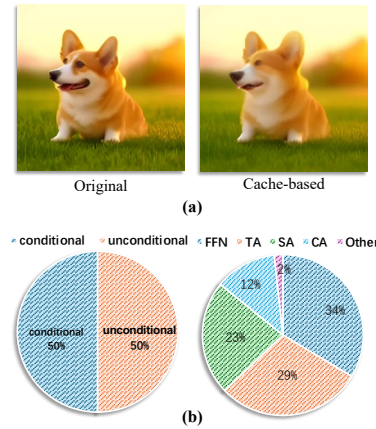 Original
Cache-based
(a)
conditional unconditional FFN TA SA CA Other
conditional
50%
unconditional
50%
2%
12%
34%
23%
29%
(b)